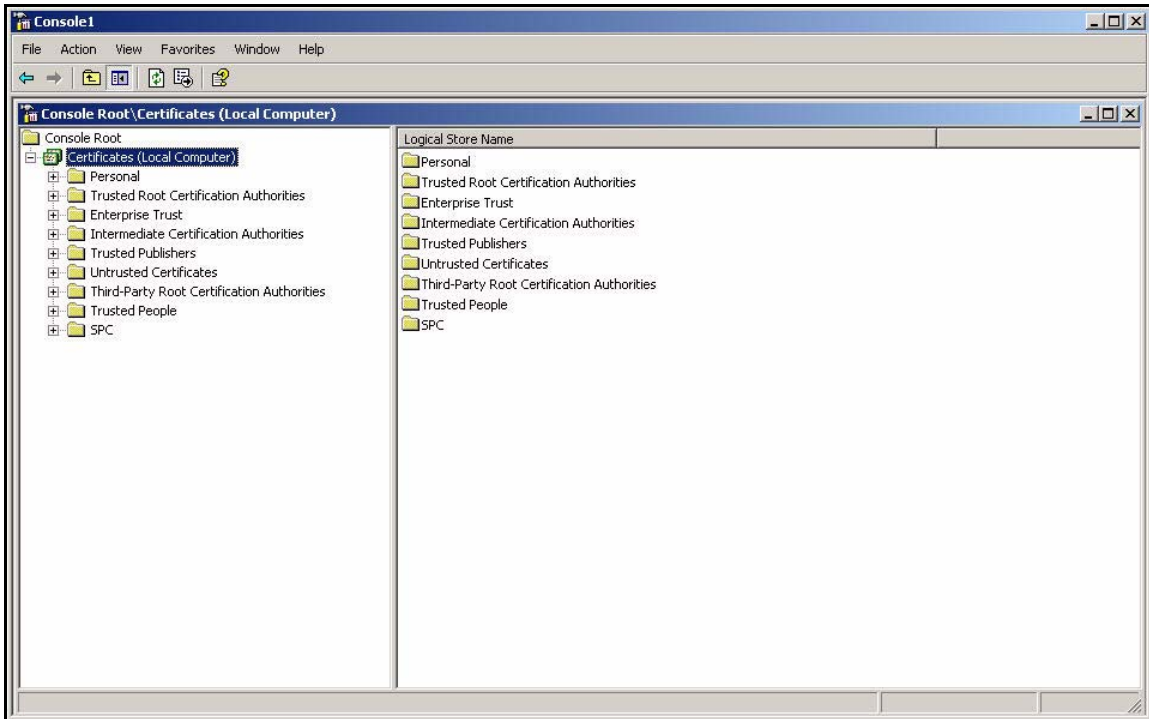 Console1
File Action View Favorites Window Help
Console Root\Certificates (Local Computer)
Console Root
Certificates (Local Computer)
Personal
Trusted Root Certification Authorities
Enterprise Trust
Intermediate Certification Authorities
Trusted Publishers
Untrusted Certificates
Third-Party Root Certification Authorities
Trusted People
SPC
Logical Store Name
Personal
Trusted Root Certification Authorities
Enterprise Trust
Intermediate Certification Authorities
Trusted Publishers
Untrusted Certificates
Third-Party Root Certification Authorities
Trusted People
SPC